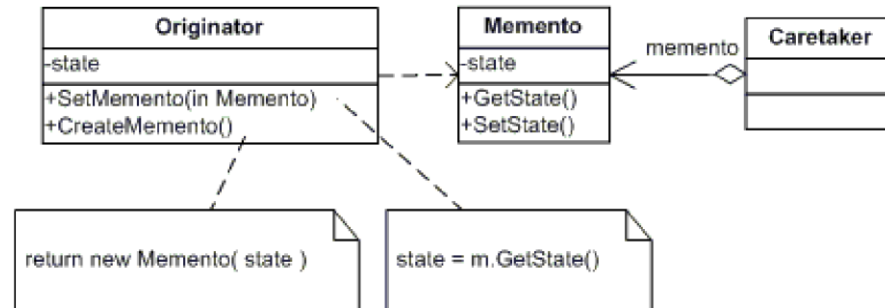 Originator
-state
+SetMemento(in Memento)
+CreateMemento()
Memento
-state
+GetState()
+SetState()
memento
Caretaker
return new Memento( state )
state = m.GetState()